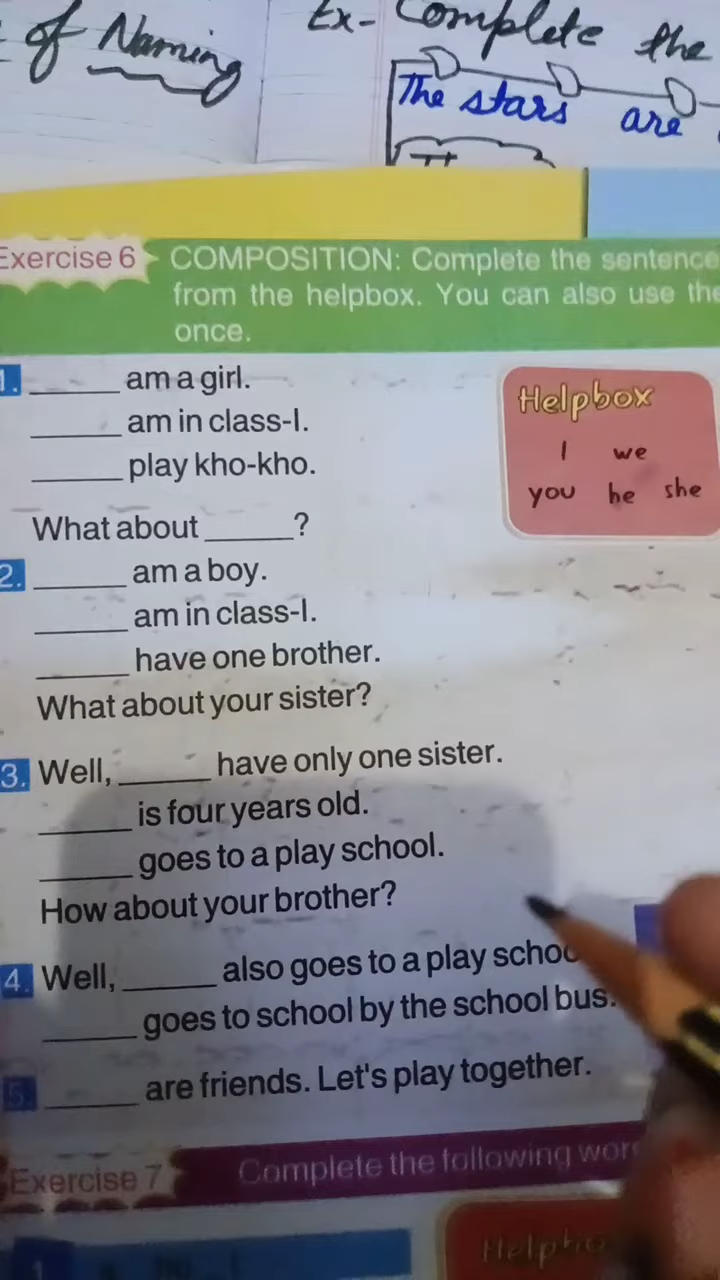 of Naming
Ex- Complete the
The stars are
Exercise 6
COMPOSITION: Complete the sentence
from the helpbox. You can also use the
once.
1. ______ am a girl.
______ am in class-I.
______ play kho-kho.
What about ______?
Helpbox
I we
you he she
2. ______ am a boy.
______ am in class-I.
______ have one brother.
What about your sister?
3. Well, ______ have only one sister.
______ is four years old.
______ goes to a play school.
How about your brother?
4. Well, ______ also goes to a play schoo
______ goes to school by the school bus.
5. ______ are friends. Let's play together.
Exercise 7
Complete the following wor
Helpbo
1